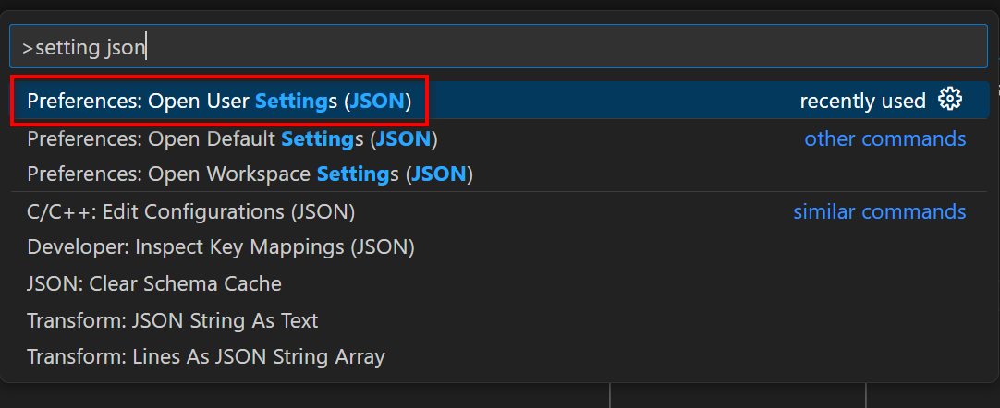 >setting json
Preferences: Open User Settings (JSON) recently used
Preferences: Open Default Settings (JSON) other commands
Preferences: Open Workspace Settings (JSON)
C/C++: Edit Configurations (JSON) similar commands
Developer: Inspect Key Mappings (JSON)
JSON: Clear Schema Cache
Transform: JSON String As Text
Transform: Lines As JSON String Array